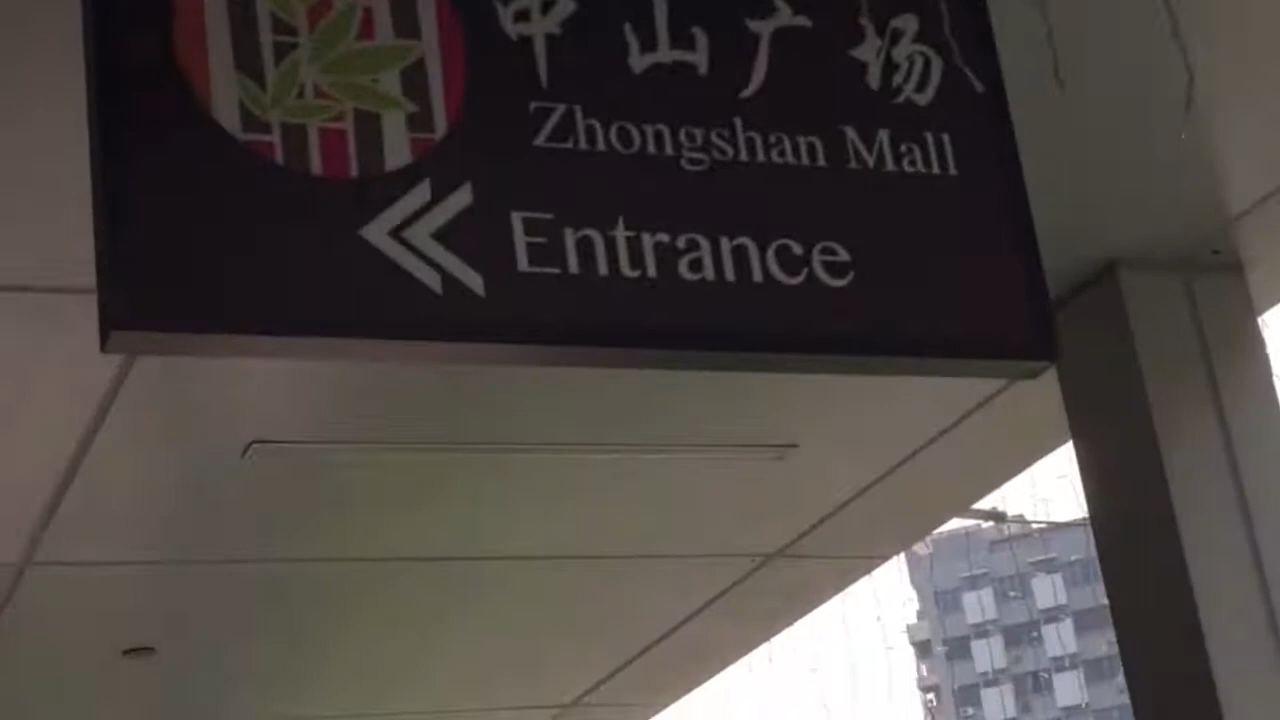 中山广场
Zhongshan Mall
Entrance